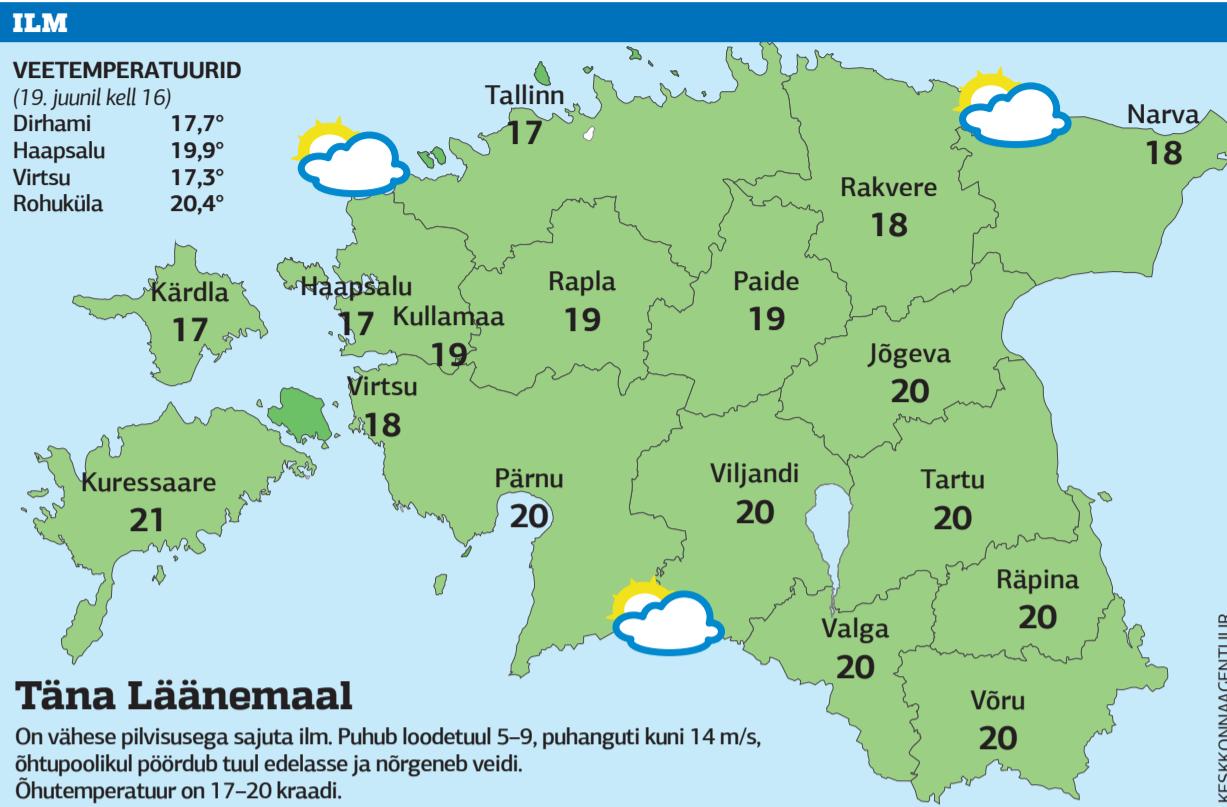 ILM
VEETEMPERATUURID
(19. juunil kell 16)
Dirhami 17,7°
Haapsalu 19,9°
Virtsu 17,3°
Rohuküla 20,4°
Tallinn
17
Narva
18
Rakvere
18
Kärdla
17
Haapsalu
17
Kullamaa
19
Rapla
19
Paide
19
Jõgeva
20
Virtsu
18
Kuressaare
21
Pärnu
20
Viljandi
20
Tartu
20
Räpina
20
Valga
20
Võru
20
Täna Läänemaal
On vähese pilvisusega sajuta ilm. Puhub loodetuul 5–9, puhanguti kuni 14 m/s,
õhtupoolikul pöördub tuul edelasse ja nõrgeneb veidi.
Õhutemperatuur on 17–20 kraadi.
KESKKONNAAGENTUUR